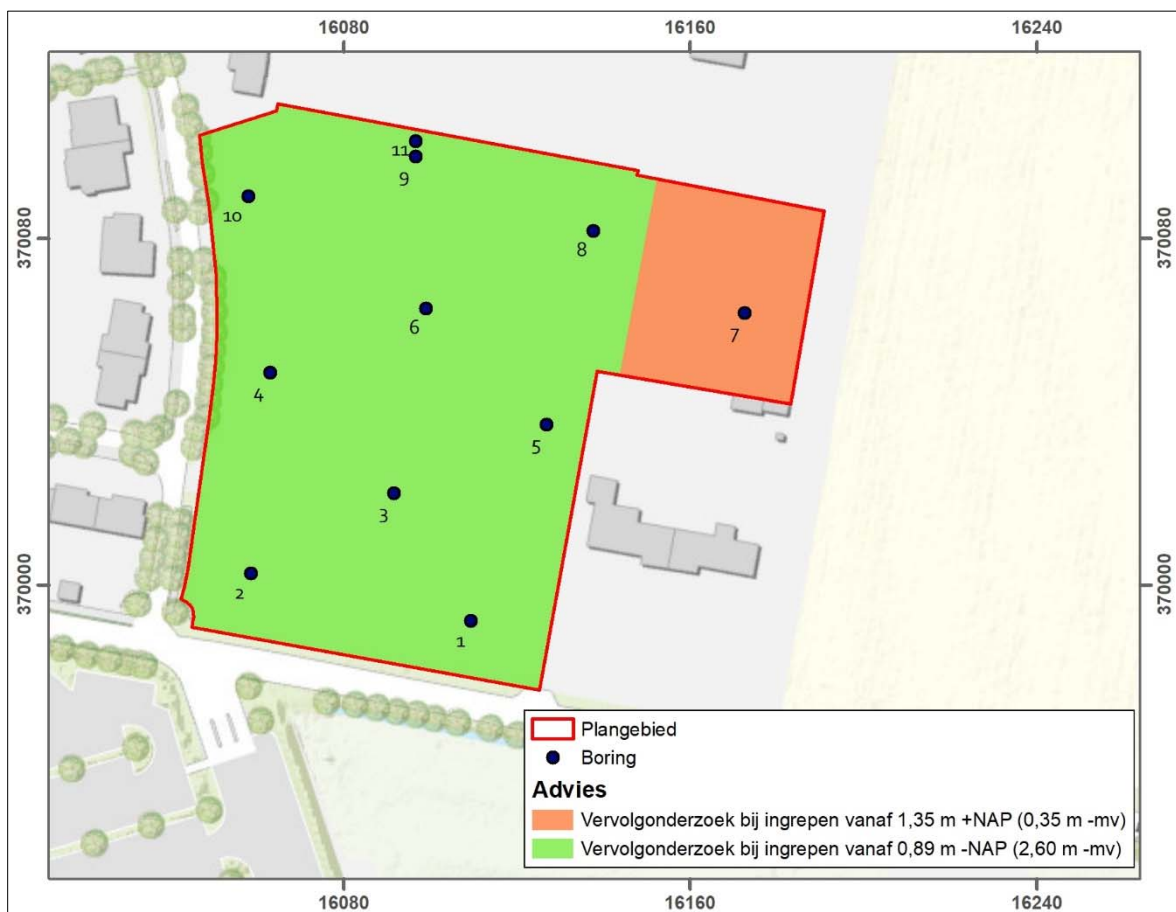 16080 16160 16240
11
9
10
370080 8 370080
6
7
4
5
3
370000 2 370000
1
Plangebied
Boring
Advies
Vervolgonderzoek bij ingrepen vanaf 1,35 m +NAP (0,35 m -mv)
Vervolgonderzoek bij ingrepen vanaf 0,89 m -NAP (2,60 m -mv)
16080 16160 16240